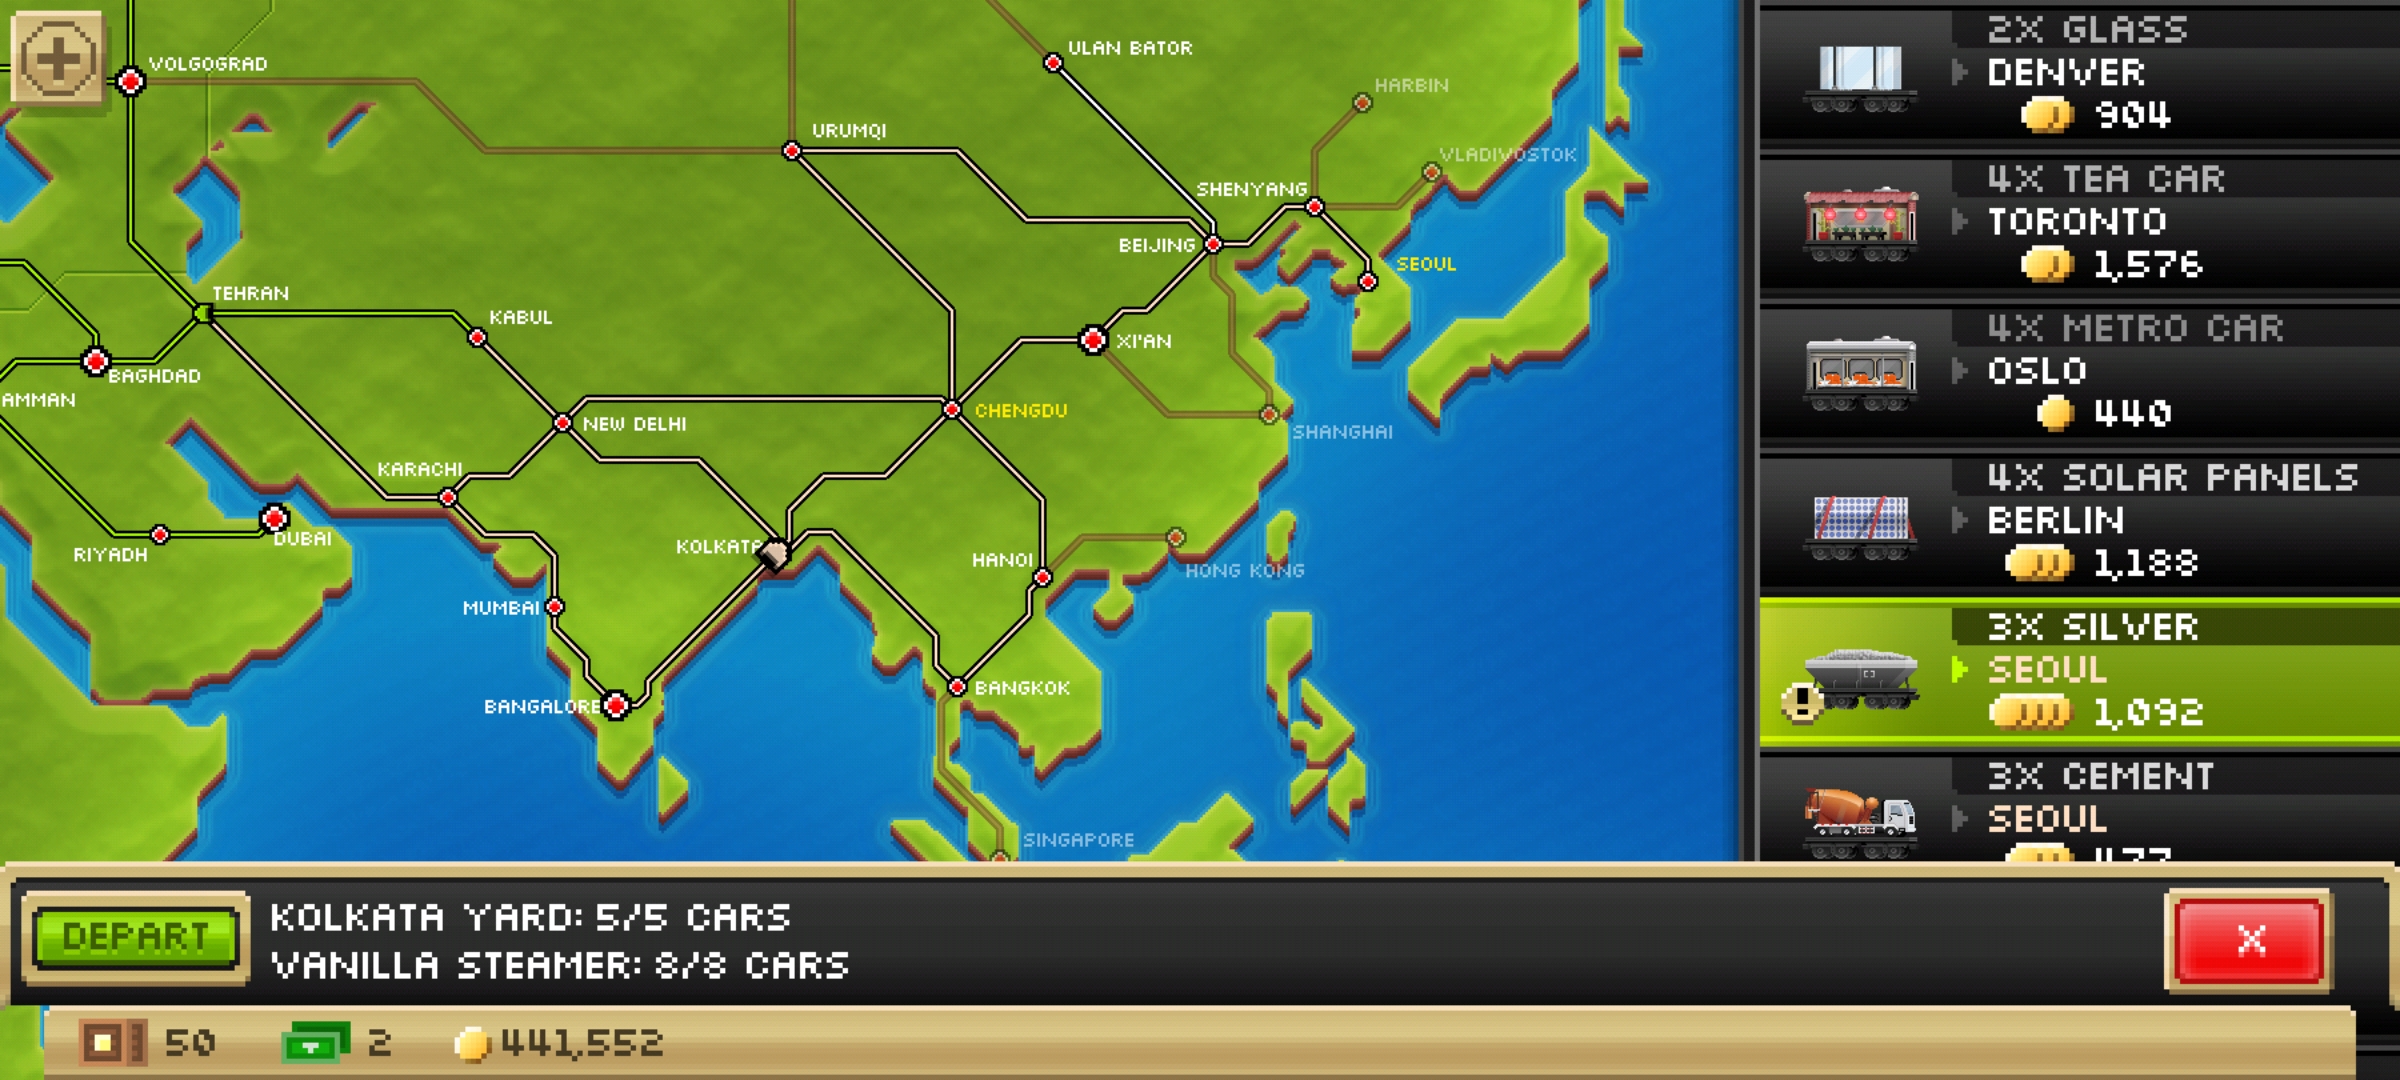 VOLGOGRAD
ULAN BATOR
HARBIN
URUMQI
VLADIVOSTOK
SHENYANG
BEIJING
SEOUL
TEHRAN
KABUL
XI'AN
BAGHDAD
AMMAN
NEW DELHI
CHENGDU
SHANGHAI
KARACHI
DUBAI
RIYADH
KOLKATA
HANOI
HONG KONG
MUMBAI
BANGALORE
BANGKOK
SINGAPORE
2X GLASS
DENVER
904
4X TEA CAR
TORONTO
1,576
4X METRO CAR
OSLO
440
4X SOLAR PANELS
BERLIN
1,188
3X SILVER
SEOUL
1,092
3X CEMENT
SEOUL
477
DEPART
KOLKATA YARD: 5/5 CARS
VANILLA STEAMER: 8/8 CARS
X
50
2
441,552